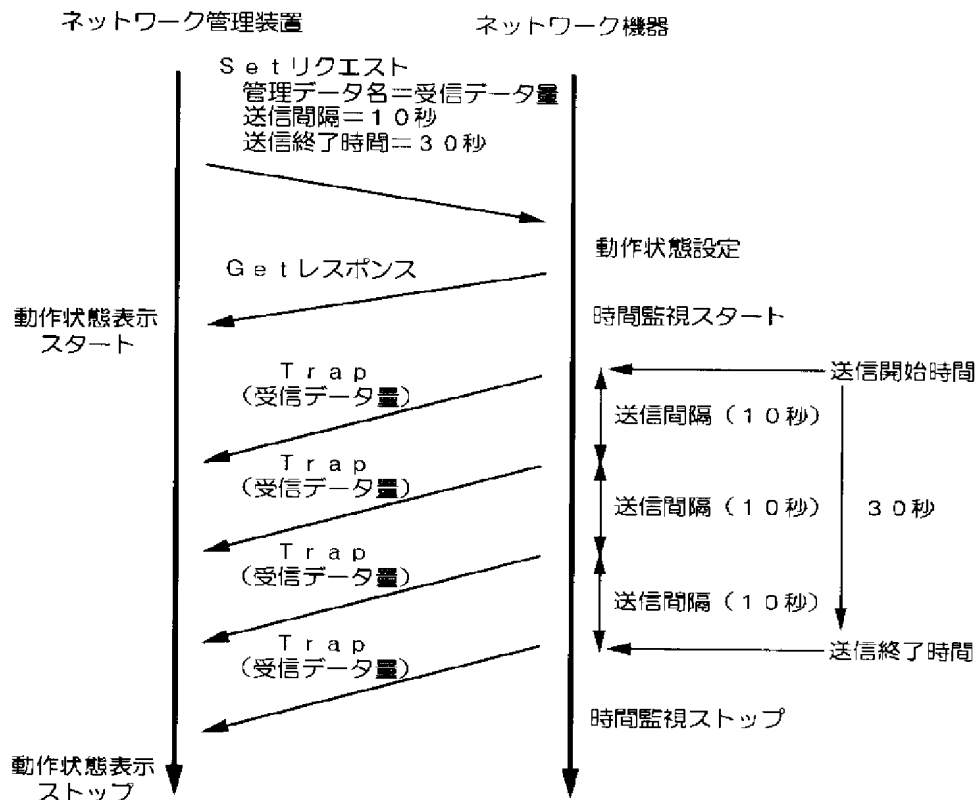 ネットワーク管理装置
ネットワーク機器
Ｓｅｔリクエスト
管理データ名＝受信データ量
送信間隔＝１０秒
送信終了時間＝３０秒
動作状態設定
Ｇｅｔレスポンス
動作状態表示
スタート
時間監視スタート
Ｔｒａｐ
（受信データ量）
送信開始時間
送信間隔（１０秒）
Ｔｒａｐ
（受信データ量）
送信間隔（１０秒）
３０秒
Ｔｒａｐ
（受信データ量）
送信間隔（１０秒）
Ｔｒａｐ
（受信データ量）
送信終了時間
時間監視ストップ
動作状態表示
ストップ